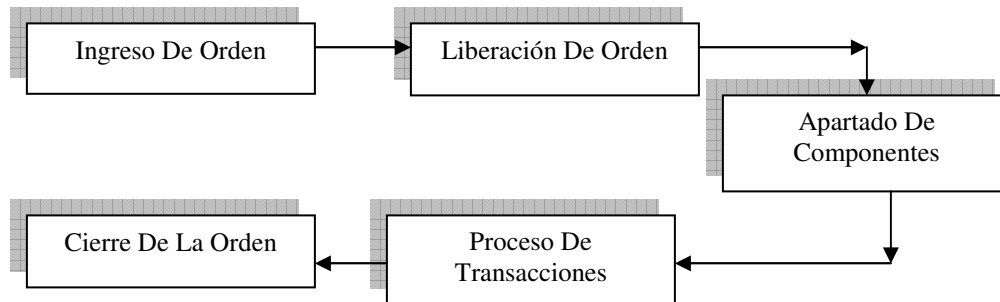 Ingreso De Orden
Liberación De Orden
Apartado De
Componentes
Proceso De
Transacciones
Cierre De La Orden